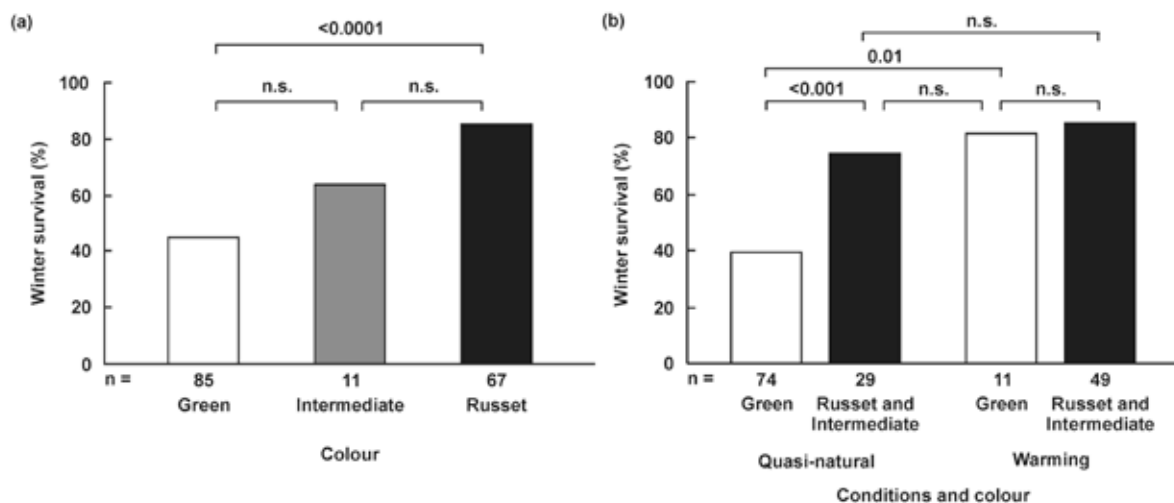 (a)
<0.0001
n.s.
n.s.
Winter survival (%)
100
80
60
40
20
0
n =
85
11
67
Green
Intermediate
Russet
Colour
(b)
n.s.
0.01
<0.001
n.s.
n.s.
Winter survival (%)
100
80
60
40
20
0
n =
74
29
11
49
Green
Russet and
Intermediate
Green
Russet and
Intermediate
Quasi-natural
Warming
Conditions and colour